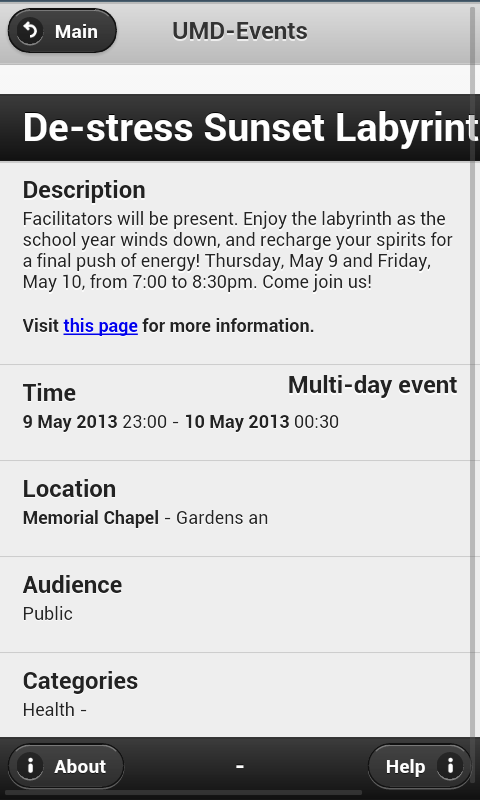 Main
UMD-Events
De-stress Sunset Labyrint
Description
Facilitators will be present. Enjoy the labyrinth as the
school year winds down, and recharge your spirits for
a final push of energy! Thursday, May 9 and Friday,
May 10, from 7:00 to 8:30pm. Come join us!
Visit this page for more information.
Multi-day event
Time
9 May 2013 23:00 - 10 May 2013 00:30
Location
Memorial Chapel - Gardens an
Audience
Public
Categories
Health -
About
-
Help